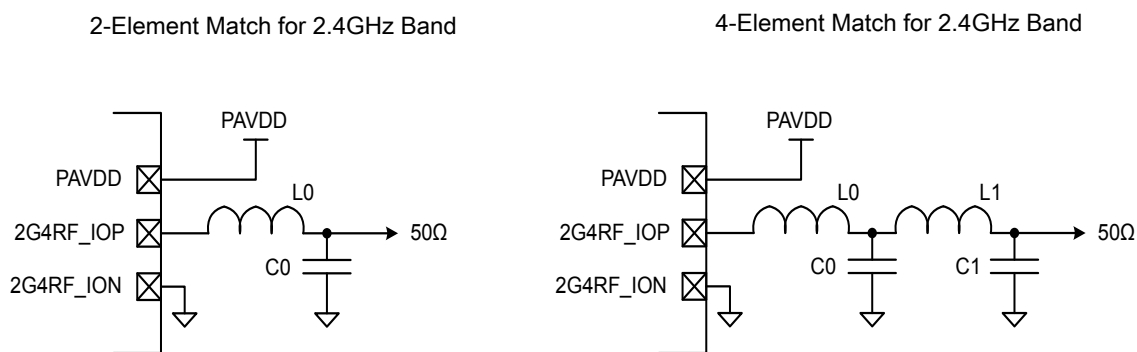 2-Element Match for 2.4GHz Band
PAVDD
PAVDD
L0
2G4RF_IOP
50Ω
C0
2G4RF_ION
4-Element Match for 2.4GHz Band
PAVDD
PAVDD
L0
L1
2G4RF_IOP
50Ω
C0
C1
2G4RF_ION